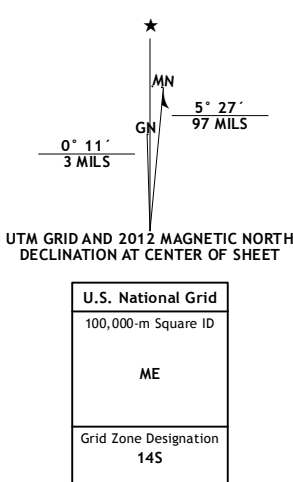 MN
5° 27´
97 MILS
GN
0° 11´
3 MILS
UTM GRID AND 2012 MAGNETIC NORTH
DECLINATION AT CENTER OF SHEET
U.S. National Grid
100,000-m Square ID
ME
Grid Zone Designation
14S